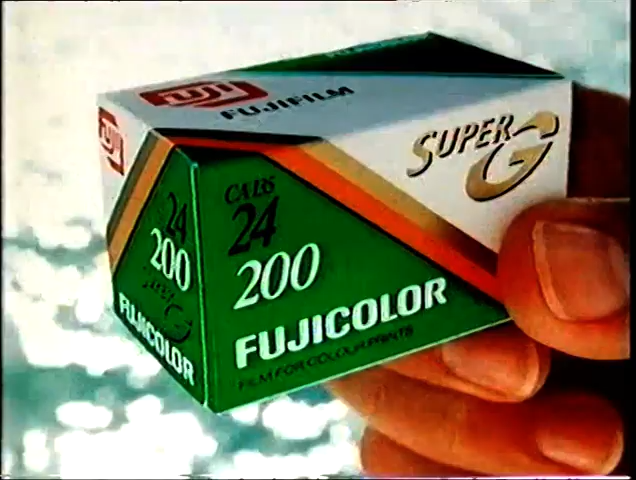 FUJI FUJIFILM
FUJI
SUPER G
CA 135
24
200
FUJICOLOR
FILM FOR COLOUR PRINTS
24
200
SUPER G
FUJICOLOR